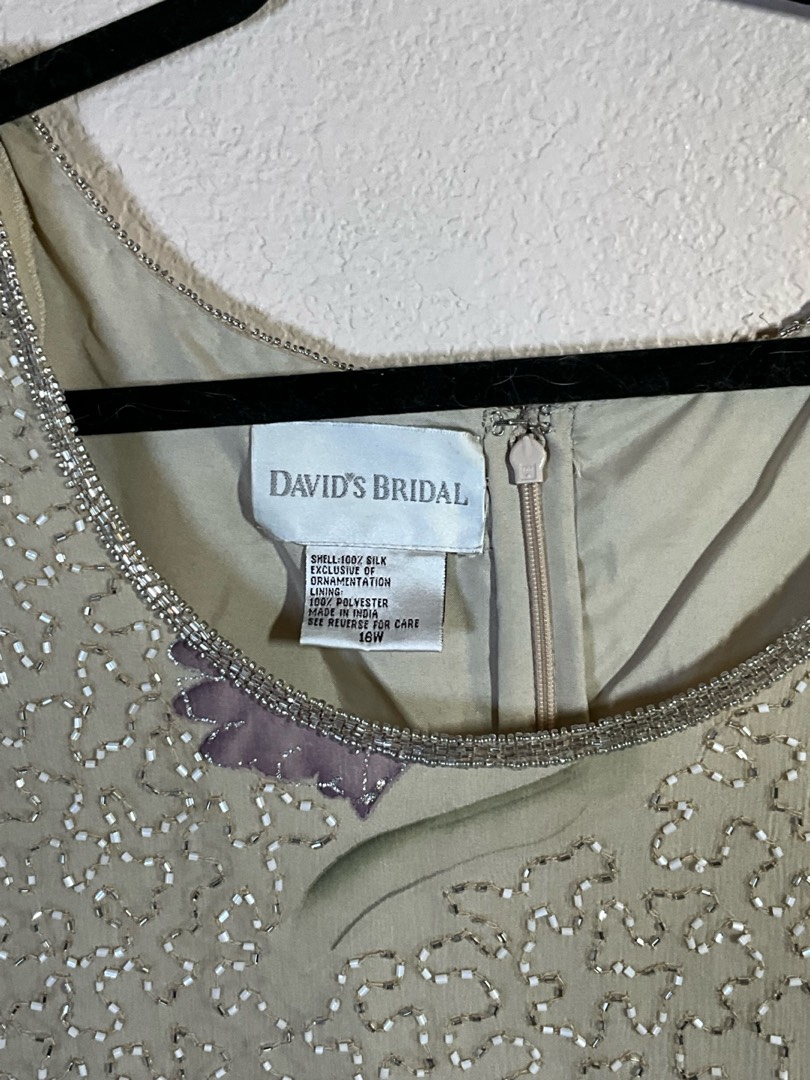 DAVID'S BRIDAL
SHELL:100% SILK
EXCLUSIVE OF
ORNAMENTATION
LINING:
100% POLYESTER
MADE IN INDIA
SEE REVERSE FOR CARE
16W